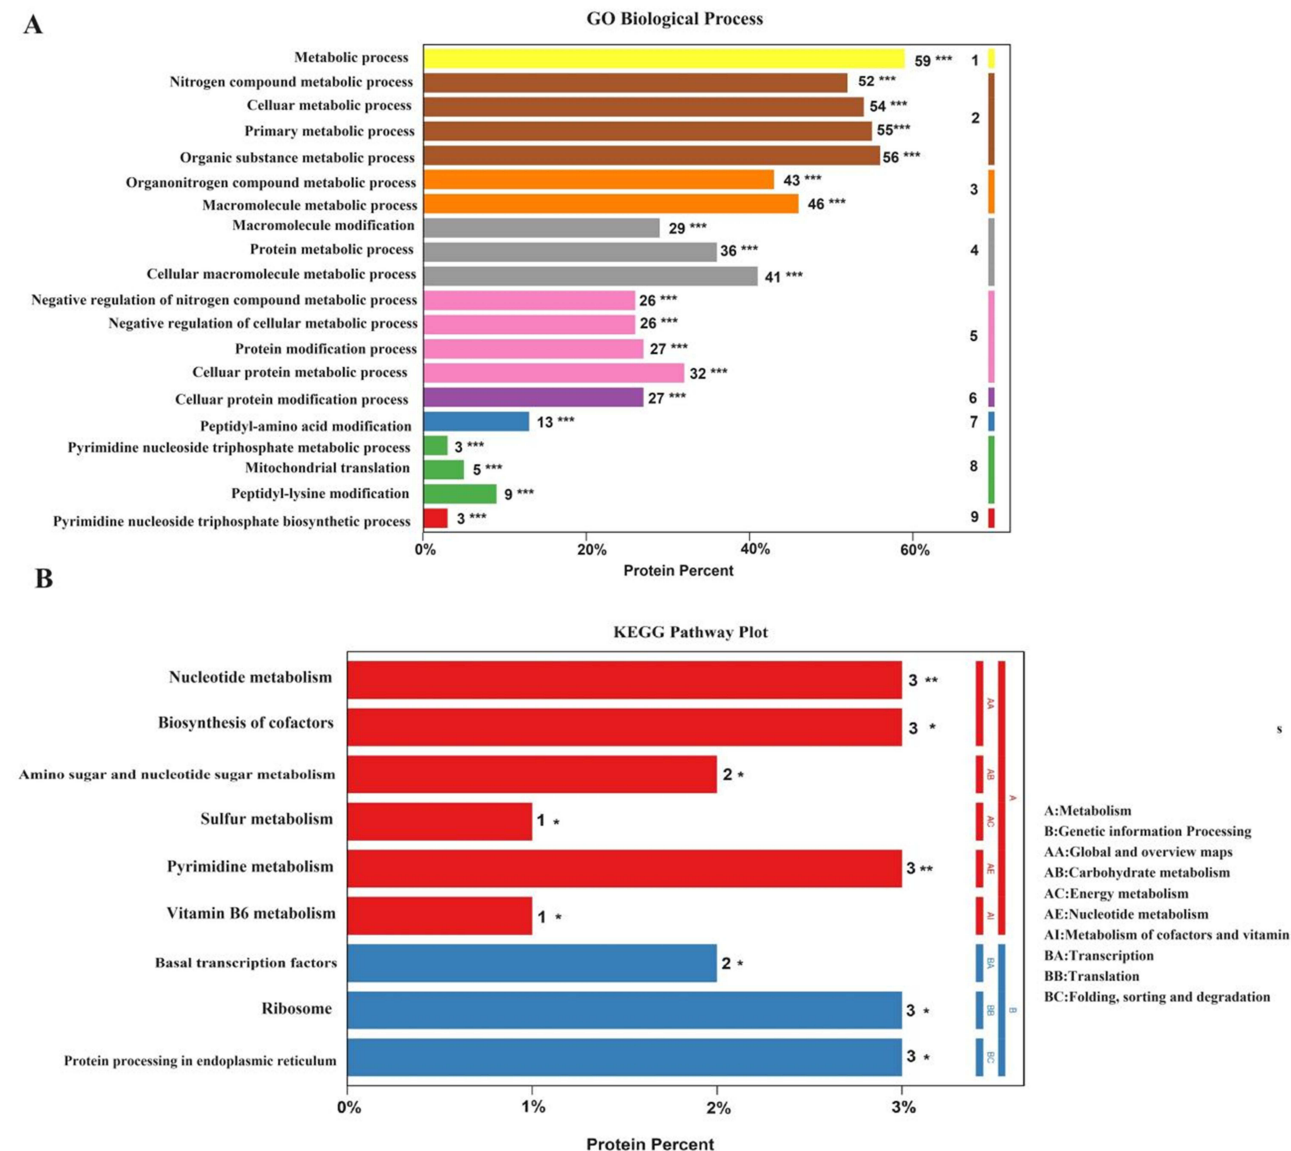 A
GO Biological Process
Metabolic process 59 *** 1
Nitrogen compound metabolic process 52 ***
Celluar metabolic process 54 ***
2
Primary metabolic process 55***
Organic substance metabolic process 56 ***
Organonitrogen compound metabolic process 43 ***
3
Macromolecule metabolic process 46 ***
Macromolecule modification 29 ***
Protein metabolic process 36 *** 4
Cellular macromolecule metabolic process 41 ***
Negative regulation of nitrogen compound metabolic process 26 ***
Negative regulation of cellular metabolic process 26 ***
5
Protein modification process 27 ***
Celluar protein metabolic process 32 ***
Celluar protein modification process 27 *** 6
Peptidyl-amino acid modification 13 *** 7
Pyrimidine nucleoside triphosphate metabolic process 3 ***
Mitochondrial translation 5 *** 8
Peptidyl-lysine modification 9 ***
Pyrimidine nucleoside triphosphate biosynthetic process 3 *** 9
0% 20% 40% 60%
Protein Percent
B
KEGG Pathway Plot
Nucleotide metabolism 3 **
AA
Biosynthesis of cofactors 3 *
s
Amino sugar and nucleotide sugar metabolism 2 * AB
A
Sulfur metabolism 1 * AC
Pyrimidine metabolism 3 ** AE
Vitamin B6 metabolism 1 * AI
Basal transcription factors 2 * BA
Ribosome 3 * BB B
Protein processing in endoplasmic reticulum 3 * BC
0% 1% 2% 3%
Protein Percent
A:Metabolism
B:Genetic information Processing
AA:Global and overview maps
AB:Carbohydrate metabolism
AC:Energy metabolism
AE:Nucleotide metabolism
AI:Metabolism of cofactors and vitamin
BA:Transcription
BB:Translation
BC:Folding, sorting and degradation